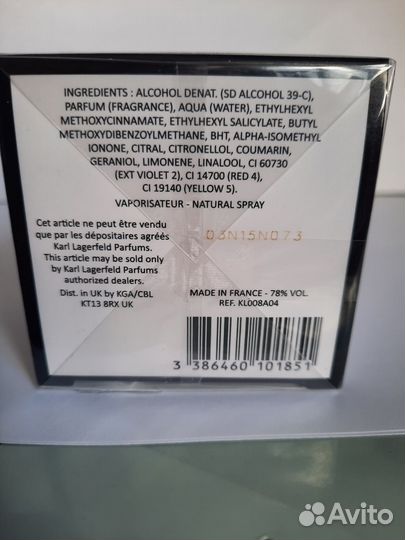 INGREDIENTS : ALCOHOL DENAT. (SD ALCOHOL 39-C),
PARFUM (FRAGRANCE), AQUA (WATER), ETHYLHEXYL
METHOXYCINNAMATE, ETHYLHEXYL SALICYLATE, BUTYL
METHOXYDIBENZOYLMETHANE, BHT, ALPHA-ISOMETHYL
IONONE, CITRAL, CITRONELLOL, COUMARIN,
GERANIOL, LIMONENE, LINALOOL, CI 60730
(EXT VIOLET 2), CI 14700 (RED 4),
CI 19140 (YELLOW 5).
VAPORISATEUR - NATURAL SPRAY
Cet article ne peut être vendu
que par les dépositaires agréés
Karl Lagerfeld Parfums.
This article may be sold only
by Karl Lagerfeld Parfums
authorized dealers.
Dist. in UK by KGA/CBL
KT13 8RX UK
03N15N073
MADE IN FRANCE - 78% VOL.
REF. KL008A04
3 386460 101851
Avito